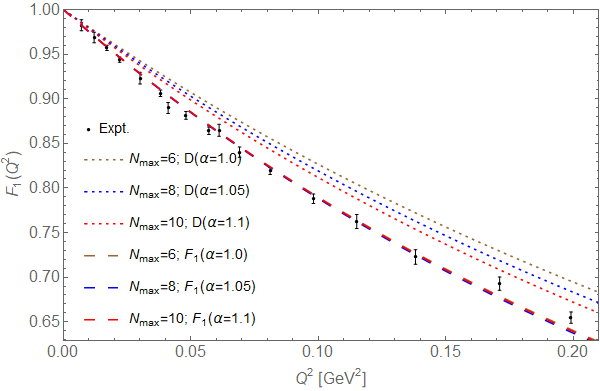 1.00
0.95
0.90
0.85
0.80
0.75
0.70
0.65
F₁(Q²)
Expt.
Nmax=6; D(α=1.0)
Nmax=8; D(α=1.05)
Nmax=10; D(α=1.1)
Nmax=6; F₁(α=1.0)
Nmax=8; F₁(α=1.05)
Nmax=10; F₁(α=1.1)
0.00 0.05 0.10 0.15 0.20
Q² [GeV²]